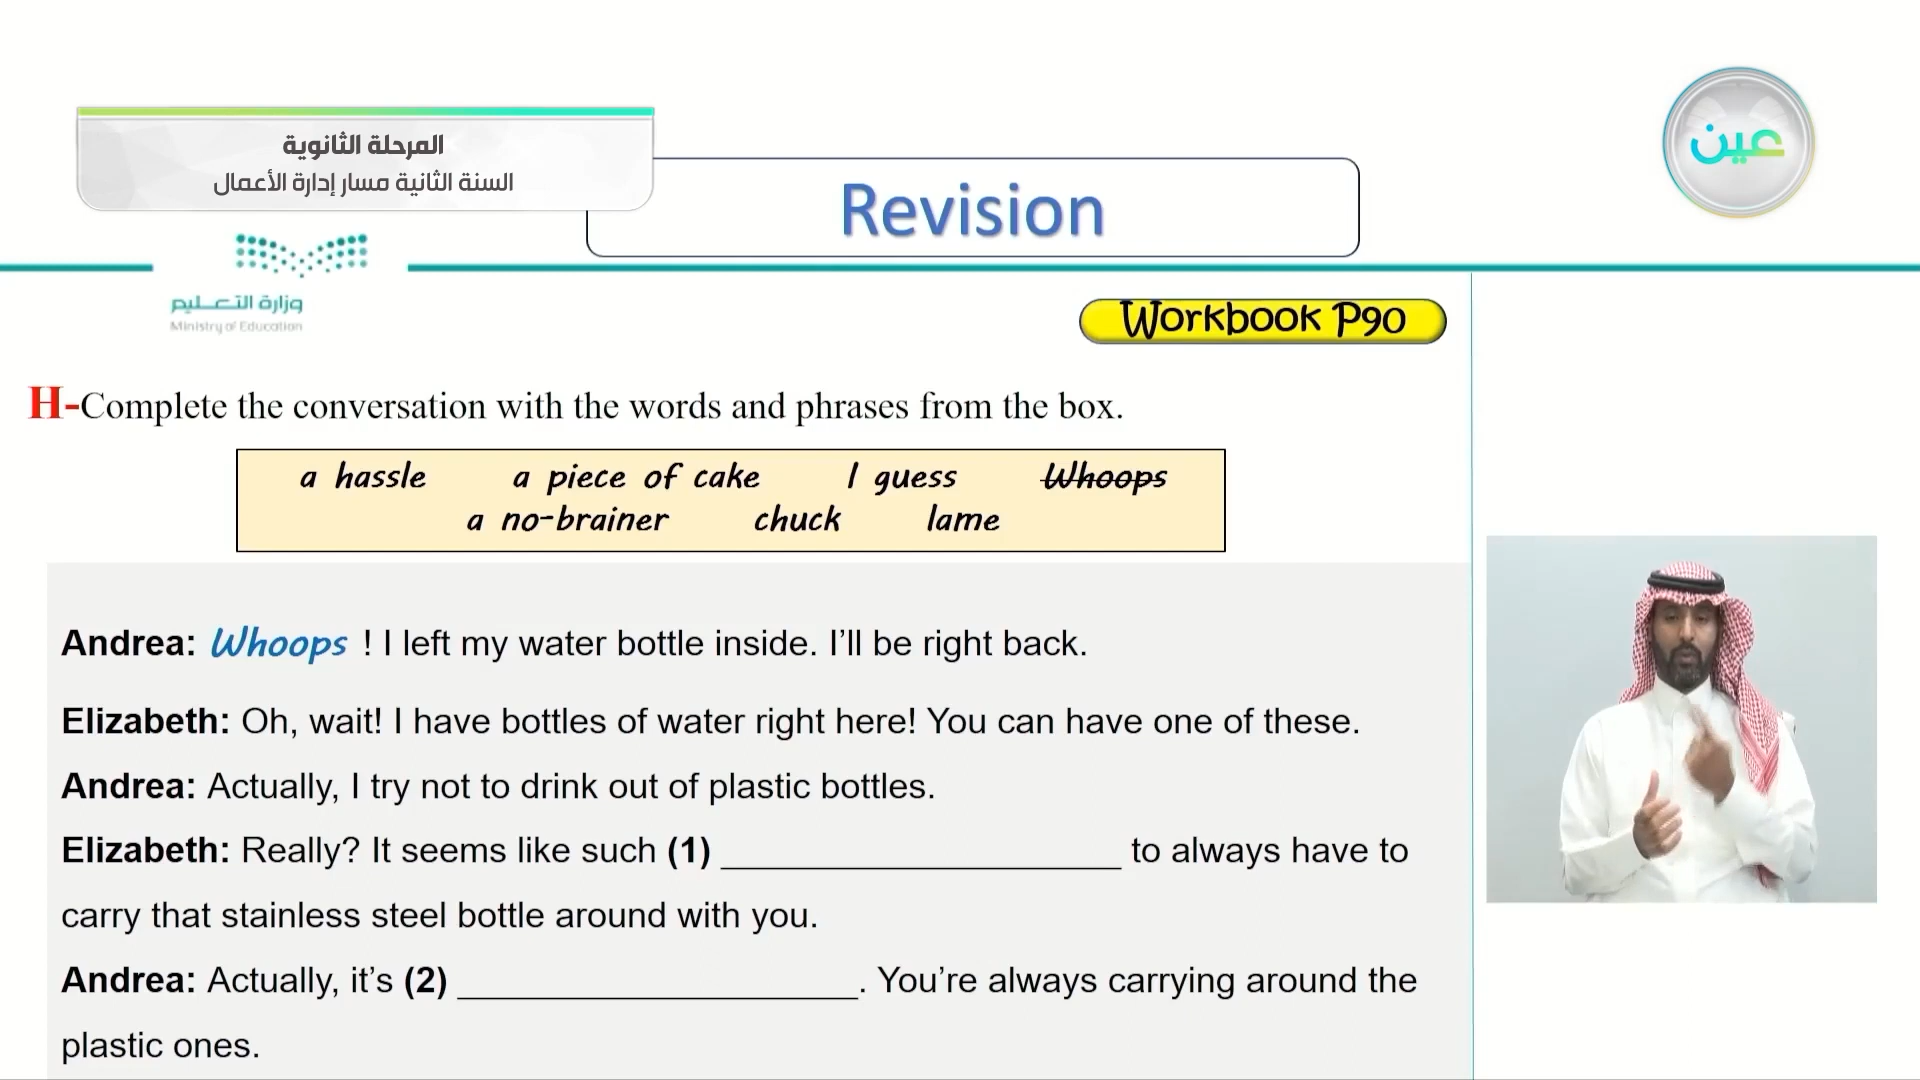 المرحلة الثانوية
السنة الثانية مسار إدارة الأعمال
عين
Revision
وزارة التعليم
Ministry of Education
Workbook P90
H-Complete the conversation with the words and phrases from the box.
a hassle a piece of cake I guess Whoops
a no-brainer chuck lame
Andrea: Whoops ! I left my water bottle inside. I’ll be right back.
Elizabeth: Oh, wait! I have bottles of water right here! You can have one of these.
Andrea: Actually, I try not to drink out of plastic bottles.
Elizabeth: Really? It seems like such (1) ____________________ to always have to
carry that stainless steel bottle around with you.
Andrea: Actually, it’s (2) ____________________. You’re always carrying around the
plastic ones.